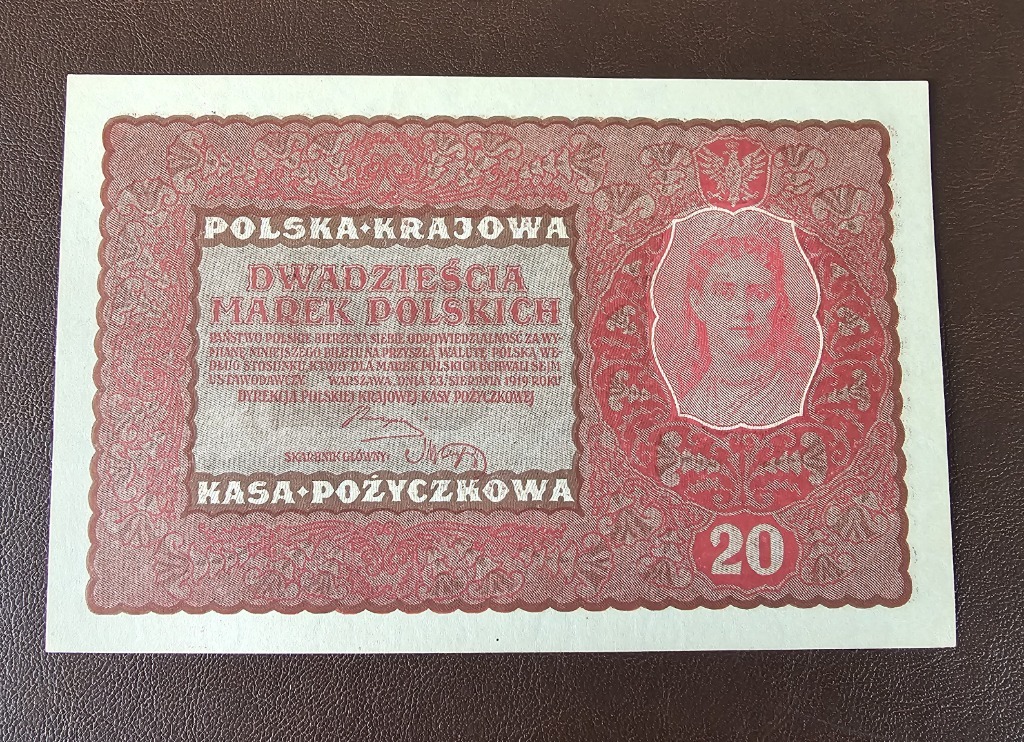 POLSKA·KRAJOWA
DWADZIEŚCIA
MAREK POLSKICH
PAŃSTWO POLSKIE BIERZE NA SIEBIE ODPOWIEDZIALNOŚĆ ZA WY-
PŁATĘ NINIEJSZEGO BILETU NA PRZYSZŁĄ WALUTĘ POLSKĄ WE-
DŁUG STOSUNKU, KTÓRY DLA MAREK POLSKICH UCHWALI SEJM
USTAWODAWCZY. WARSZAWA, DNIA 23. SIERPNIA 1919 ROKU
DYREKCJA POLSKIEJ KRAJOWEJ KASY POŻYCZKOWEJ
SKARBNIK GŁÓWNY:
KASA·POŻYCZKOWA
20